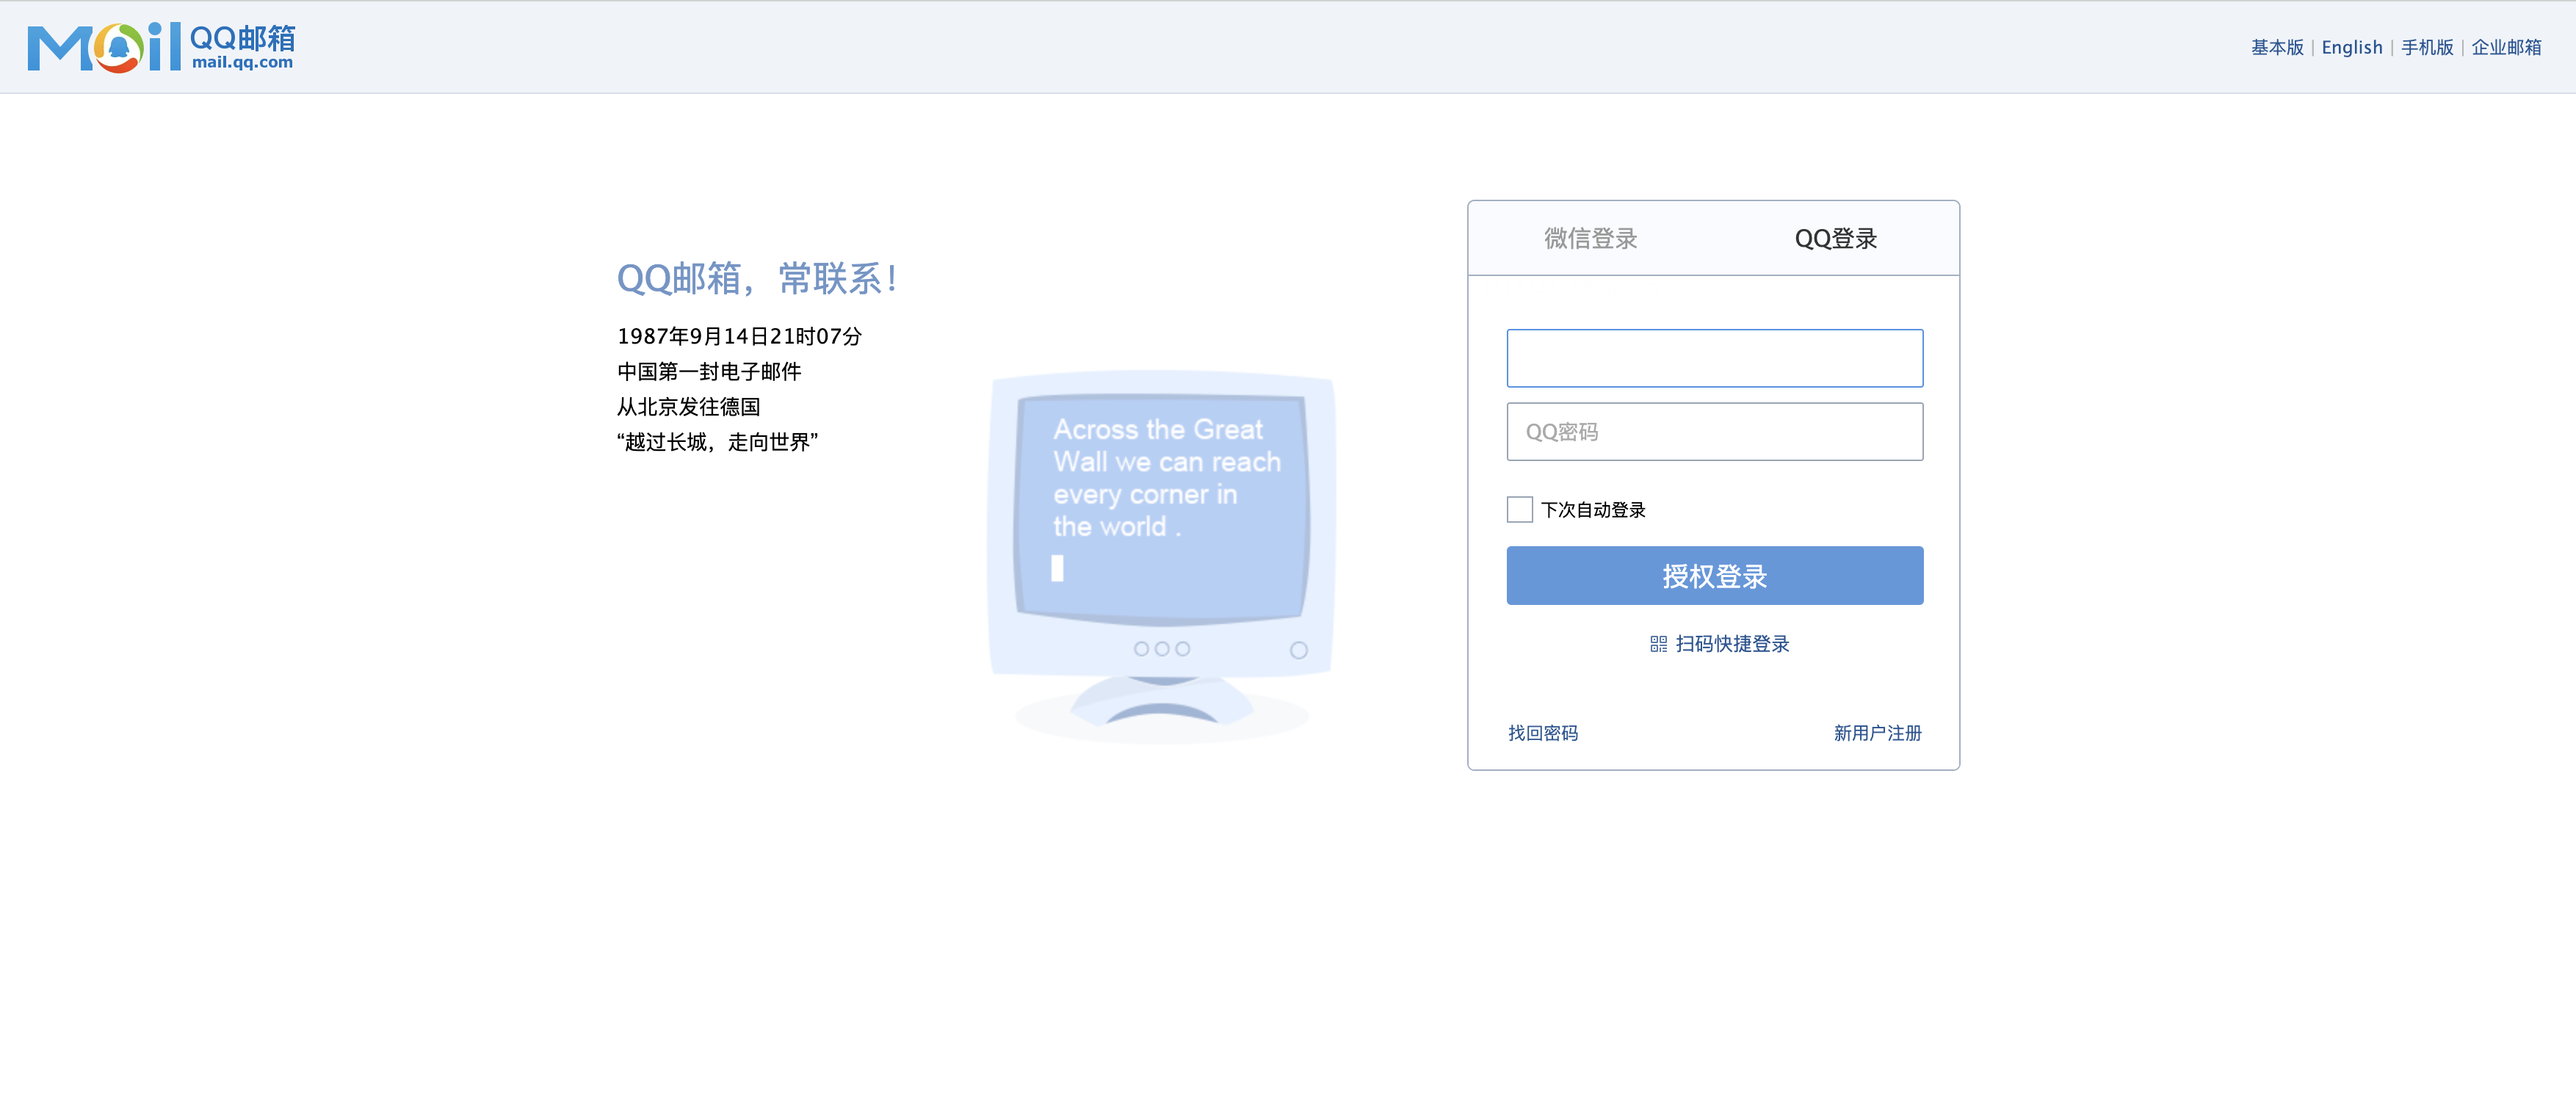 Mail QQ邮箱
mail.qq.com
基本版 | English | 手机版 | 企业邮箱
QQ邮箱，常联系！
1987年9月14日21时07分
中国第一封电子邮件
从北京发往德国
“越过长城，走向世界”
Across the Great
Wall we can reach
every corner in
the world .
微信登录 QQ登录
QQ密码
下次自动登录
授权登录
扫码快捷登录
找回密码 新用户注册